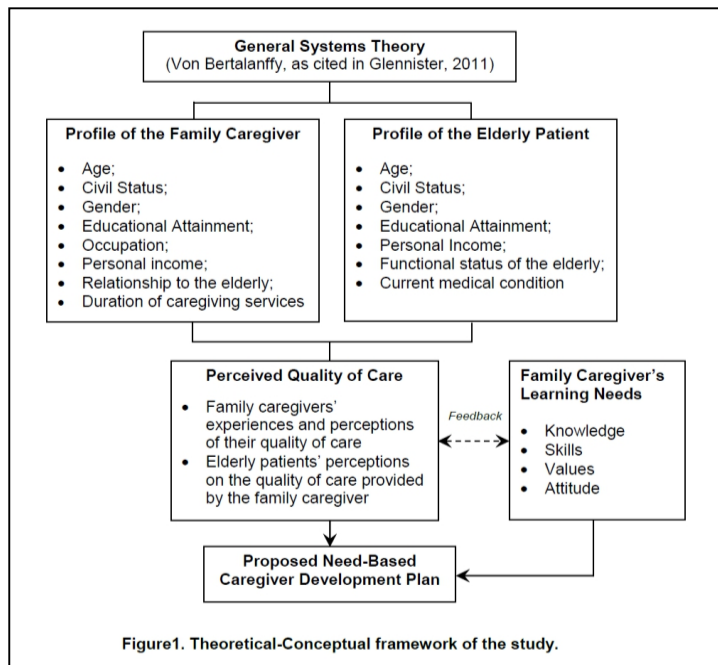 General Systems Theory
(Von Bertalanffy, as cited in Glennister, 2011)
Profile of the Family Caregiver
• Age;
• Civil Status;
• Gender;
• Educational Attainment;
• Occupation;
• Personal income;
• Relationship to the elderly;
• Duration of caregiving services
Profile of the Elderly Patient
• Age;
• Civil Status;
• Gender;
• Educational Attainment;
• Personal Income;
• Functional status of the elderly;
• Current medical condition
Perceived Quality of Care
• Family caregivers'
experiences and perceptions
of their quality of care
• Elderly patients' perceptions
on the quality of care provided
by the family caregiver
Feedback
Family Caregiver's
Learning Needs
• Knowledge
• Skills
• Values
• Attitude
Proposed Need-Based
Caregiver Development Plan
Figure1. Theoretical-Conceptual framework of the study.